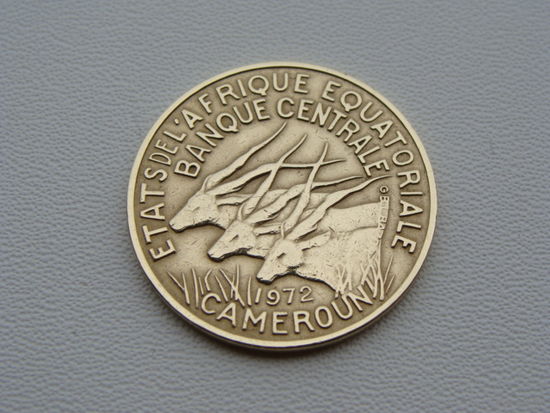 ETATS DE L'AFRIQUE EQUATORIALE
BANQUE CENTRALE
1972
CAMEROUN